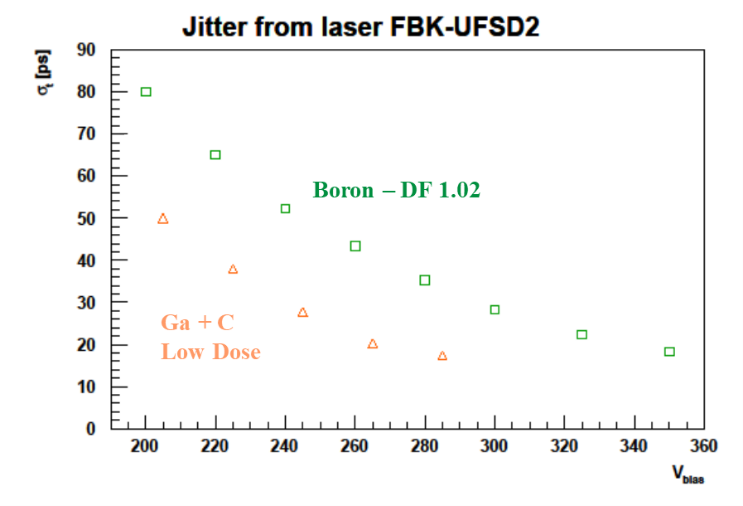 Jitter from laser FBK-UFSD2
σt [ps]
90
80
70
60
50
40
30
20
10
0
Boron – DF 1.02
Ga + C
Low Dose
200 220 240 260 280 300 320 340 360
Vbias